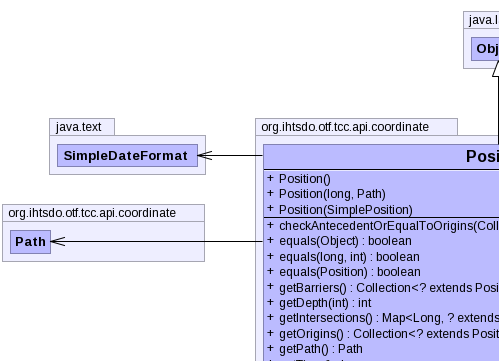 java.l
Obj
java.text
SimpleDateFormat
org.ihtsdo.otf.tcc.api.coordinate
Path
org.ihtsdo.otf.tcc.api.coordinate
Posi
+ Position()
+ Position(long, Path)
+ Position(SimplePosition)
+ checkAntecedentOrEqualToOrigins(Coll
+ equals(Object) : boolean
+ equals(long, int) : boolean
+ equals(Position) : boolean
+ getBarriers() : Collection<? extends Posi
+ getDepth(int) : int
+ getIntersections() : Map<Long, ? extends
+ getOrigins() : Collection<? extends Posit
+ getPath() : Path